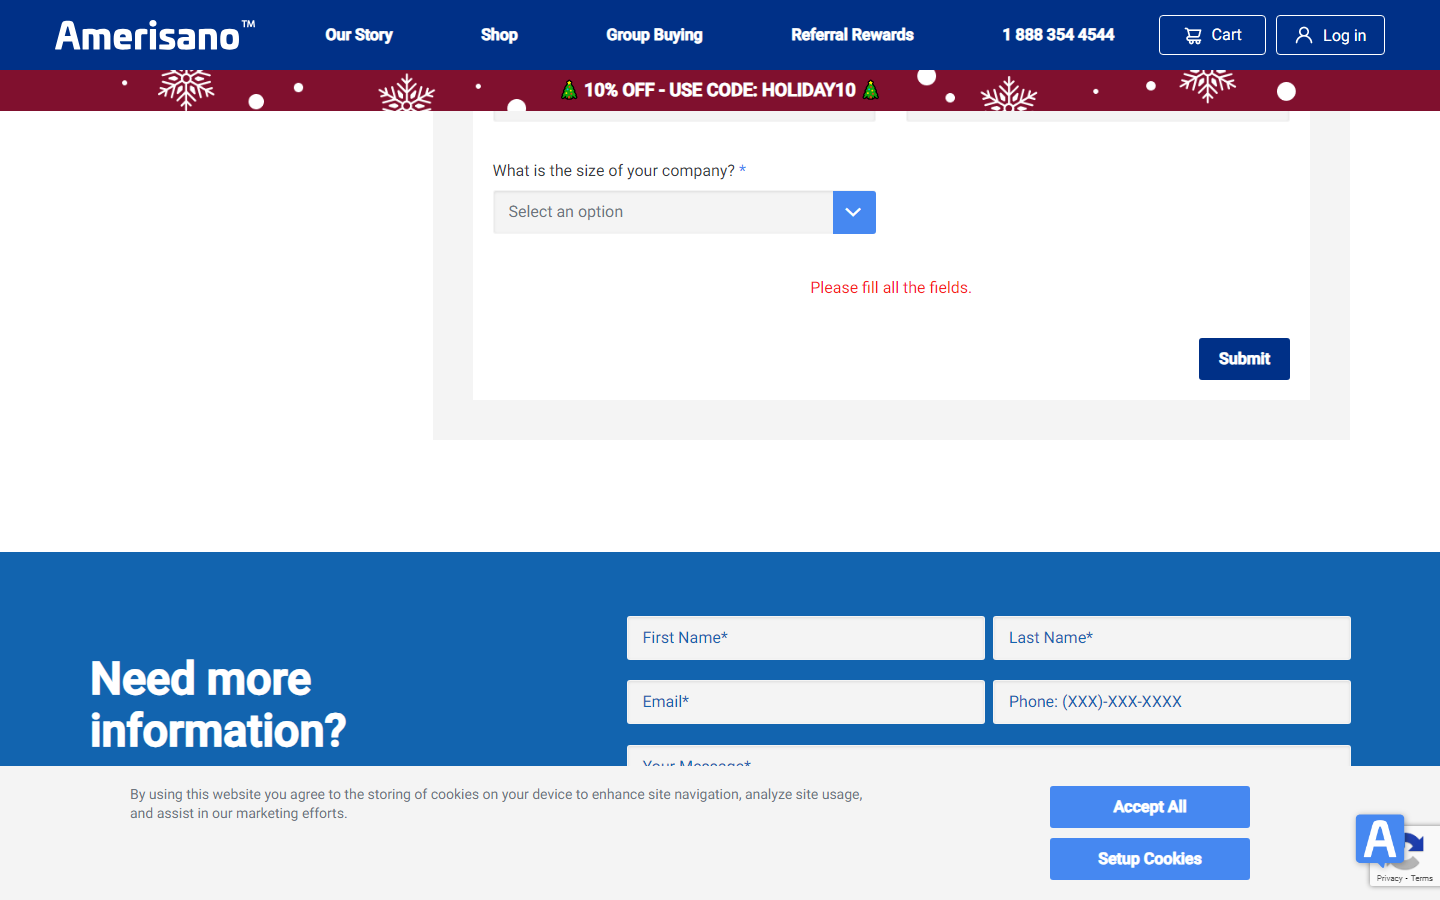 Amerisano™
Our Story
Shop
Group Buying
Referral Rewards
1 888 354 4544
Cart
Log in
10% OFF - USE CODE: HOLIDAY10
What is the size of your company? *
Select an option
Please fill all the fields.
Submit
Need more
information?
First Name*
Last Name*
Email*
Phone: (XXX)-XXX-XXXX
Your Message*
By using this website you agree to the storing of cookies on your device to enhance site navigation, analyze site usage,
and assist in our marketing efforts.
Accept All
Setup Cookies
A
Privacy - Terms